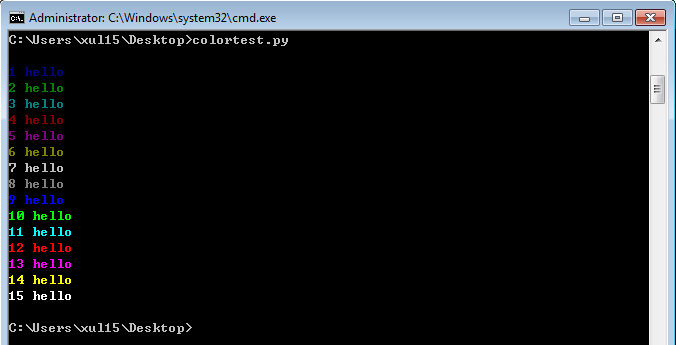 Administrator: C:\Windows\system32\cmd.exe
C:\Users\xul15\Desktop>colortest.py
1 hello
2 hello
3 hello
4 hello
5 hello
6 hello
7 hello
8 hello
9 hello
10 hello
11 hello
12 hello
13 hello
14 hello
15 hello
C:\Users\xul15\Desktop>